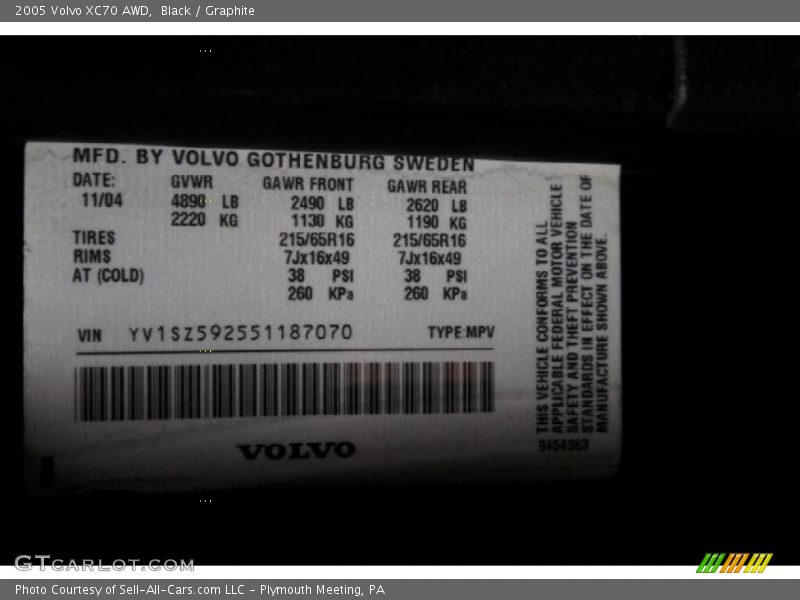 2005 Volvo XC70 AWD, Black / Graphite
MFD. BY VOLVO GOTHENBURG SWEDEN
DATE: GVWR GAWR FRONT GAWR REAR
11/04 4890 LB 2490 LB 2620 LB
2220 KG 1130 KG 1190 KG
TIRES 215/65R16 215/65R16
RIMS 7Jx16x49 7Jx16x49
AT (COLD) 38 PSI 38 PSI
260 KPa 260 KPa
VIN YV1SZ592551187070 TYPE:MPV
VOLVO
THIS VEHICLE CONFORMS TO ALL
APPLICABLE FEDERAL MOTOR VEHICLE
SAFETY AND THEFT PREVENTION
STANDARDS IN EFFECT ON THE DATE OF
MANUFACTURE SHOWN ABOVE.
9454363
GTCARLOT.COM
Photo Courtesy of Sell-All-Cars.com LLC - Plymouth Meeting, PA